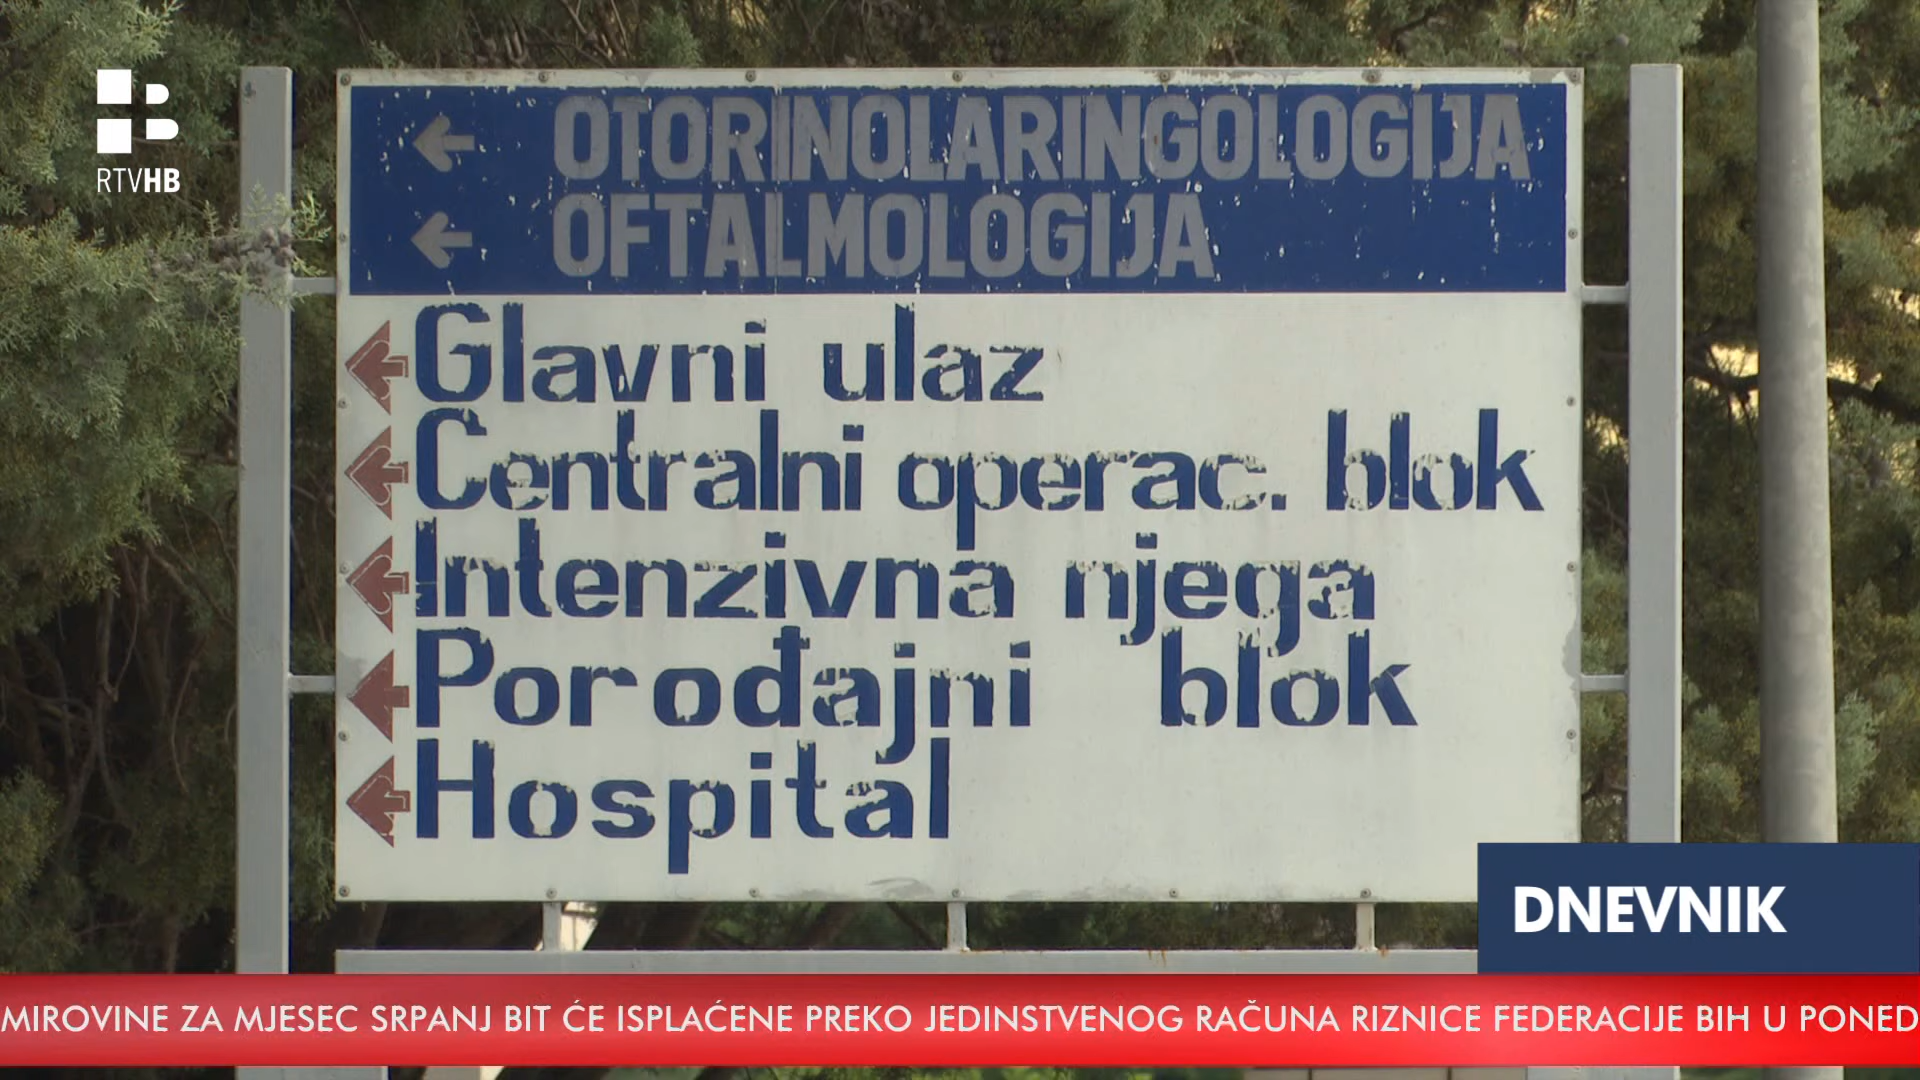 RTVHB
OTORINOLARINGOLOGIJA
OFTALMOLOGIJA
Glavni ulaz
Centralni operac. blok
Intenzivna njega
Porođajni blok
Hospital
DNEVNIK
MIROVINE ZA MJESEC SRPANJ BIT ĆE ISPLAĆENE PREKO JEDINSTVENOG RAČUNA RIZNICE FEDERACIJE BIH U PONED